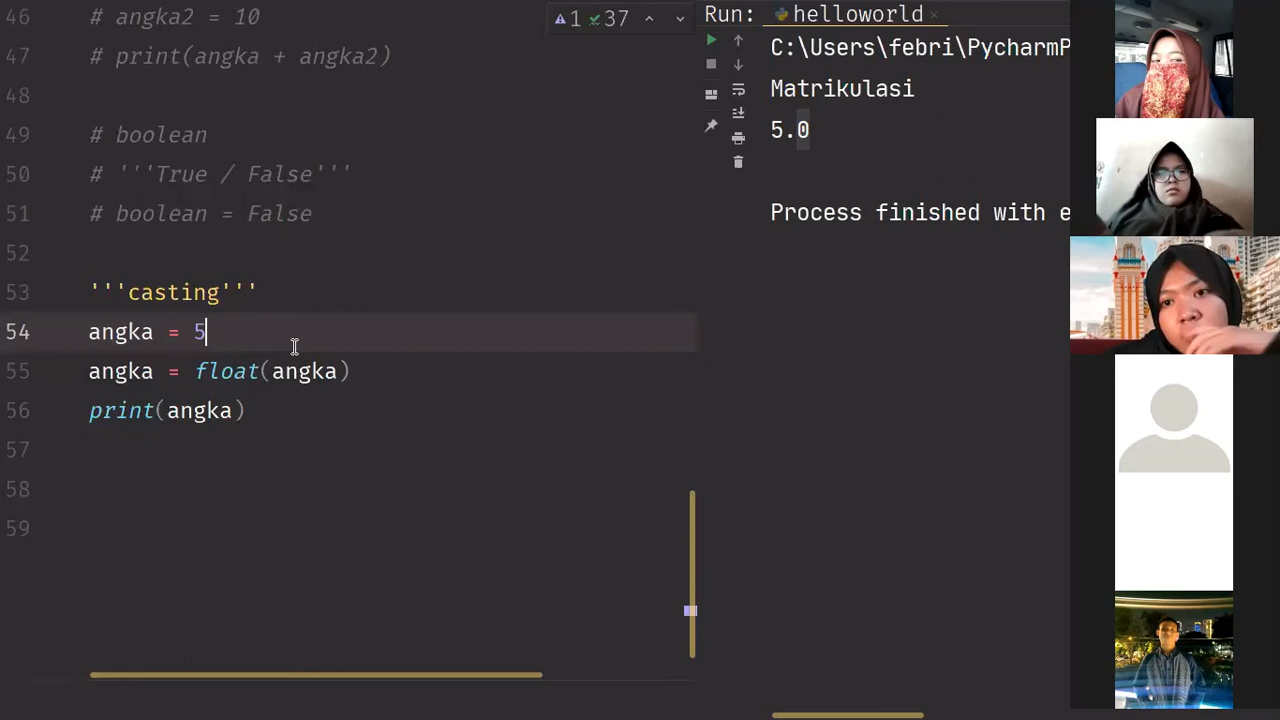 46 # angka2 = 10
47 # print(angka + angka2)
48
49 # boolean
50 # '''True / False'''
51 # boolean = False
52
53 '''casting'''
54 angka = 5
55 angka = float(angka)
56 print(angka)
57
58
59
1 37
Run: helloworld
C:\Users\febri\PycharmP
Matrikulasi
5.0
Process finished with e